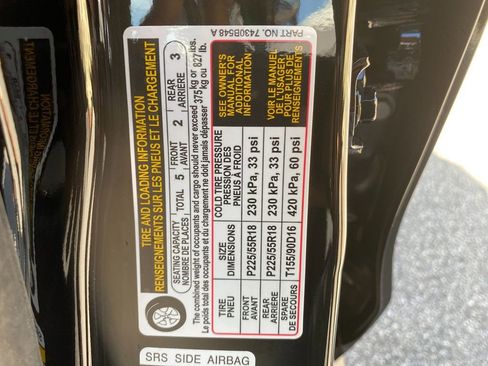 PART NO. 7430B548 A
TIRE AND LOADING INFORMATION
RENSEIGNEMENTS SUR LES PNEUS ET LE CHARGEMENT
SEATING CAPACITY
NOMBRE DE PLACES
TOTAL 5
FRONT
AVANT
2
REAR
ARRIÈRE
3
The combined weight of occupants and cargo should never exceed 375 kg or 827 lbs.
Le poids total des occupants et du chargement ne doit jamais dépasser kg ou lb.
TIRE
PNEU
SIZE
DIMENSIONS
COLD TIRE PRESSURE
PRESSION DES
PNEUS À FROID
SEE OWNER'S
MANUAL FOR
ADDITIONAL
INFORMATION
VOIR LE MANUEL
DE L'USAGER
POUR PLUS DE
RENSEIGNEMENTS
FRONT
AVANT
P225/55R18
230 kPa, 33 psi
REAR
ARRIÈRE
P225/55R18
230 kPa, 33 psi
SPARE
DE SECOURS
T155/90D16
420 kPa, 60 psi
SRS SIDE AIRBAG